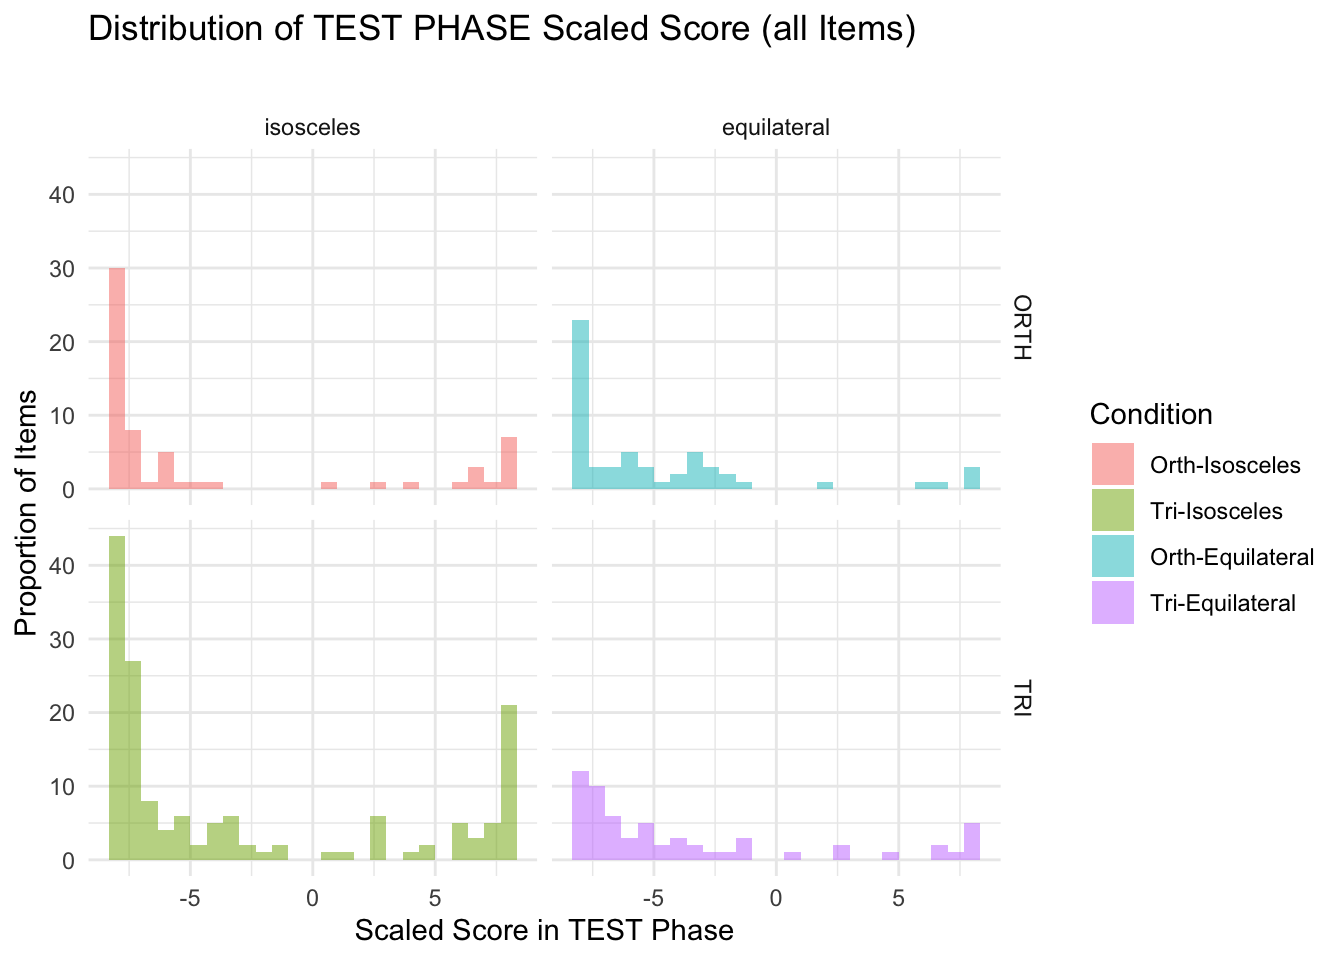 Distribution of TEST PHASE Scaled Score (all Items)
isosceles
equilateral
40
30
20
10
0
ORTH
40
30
20
10
0
TRI
-5
0
5
-5
0
5
Scaled Score in TEST Phase
Proportion of Items
Condition
Orth-Isosceles
Tri-Isosceles
Orth-Equilateral
Tri-Equilateral